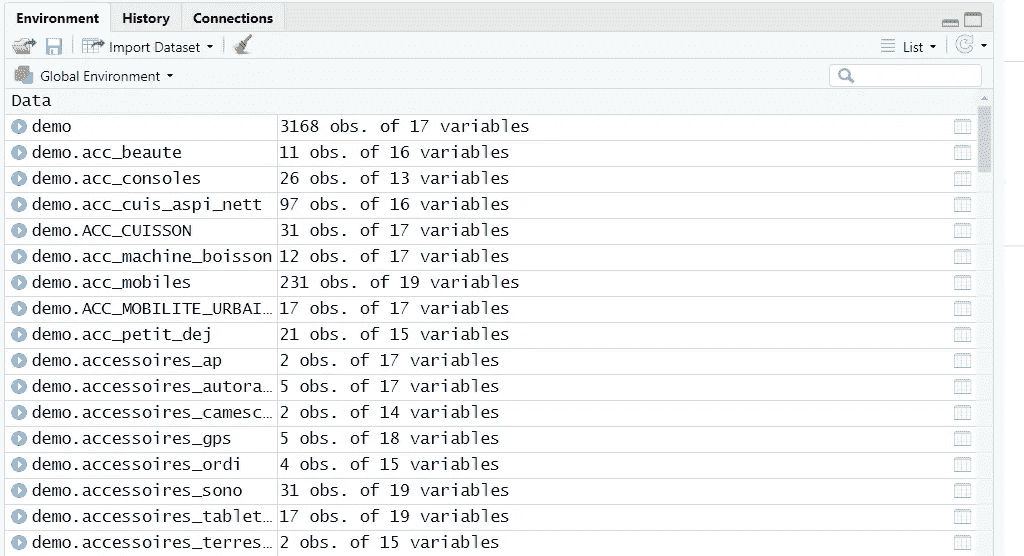 Environment History Connections
Import Dataset List
Global Environment
Data
demo 3168 obs. of 17 variables
demo.acc_beaute 11 obs. of 16 variables
demo.acc_consoles 26 obs. of 13 variables
demo.acc_cuis_aspi_nett 97 obs. of 16 variables
demo.ACC_CUISSON 31 obs. of 17 variables
demo.acc_machine_boisson 12 obs. of 17 variables
demo.acc_mobiles 231 obs. of 19 variables
demo.ACC_MOBILITE_URBAI… 17 obs. of 17 variables
demo.acc_petit_dej 21 obs. of 15 variables
demo.accessoires_ap 2 obs. of 17 variables
demo.accessoires_autora… 5 obs. of 17 variables
demo.accessoires_camesc… 2 obs. of 14 variables
demo.accessoires_gps 5 obs. of 18 variables
demo.accessoires_ordi 4 obs. of 15 variables
demo.accessoires_sono 31 obs. of 19 variables
demo.accessoires_tablet… 17 obs. of 19 variables
demo.accessoires_terres… 2 obs. of 15 variables